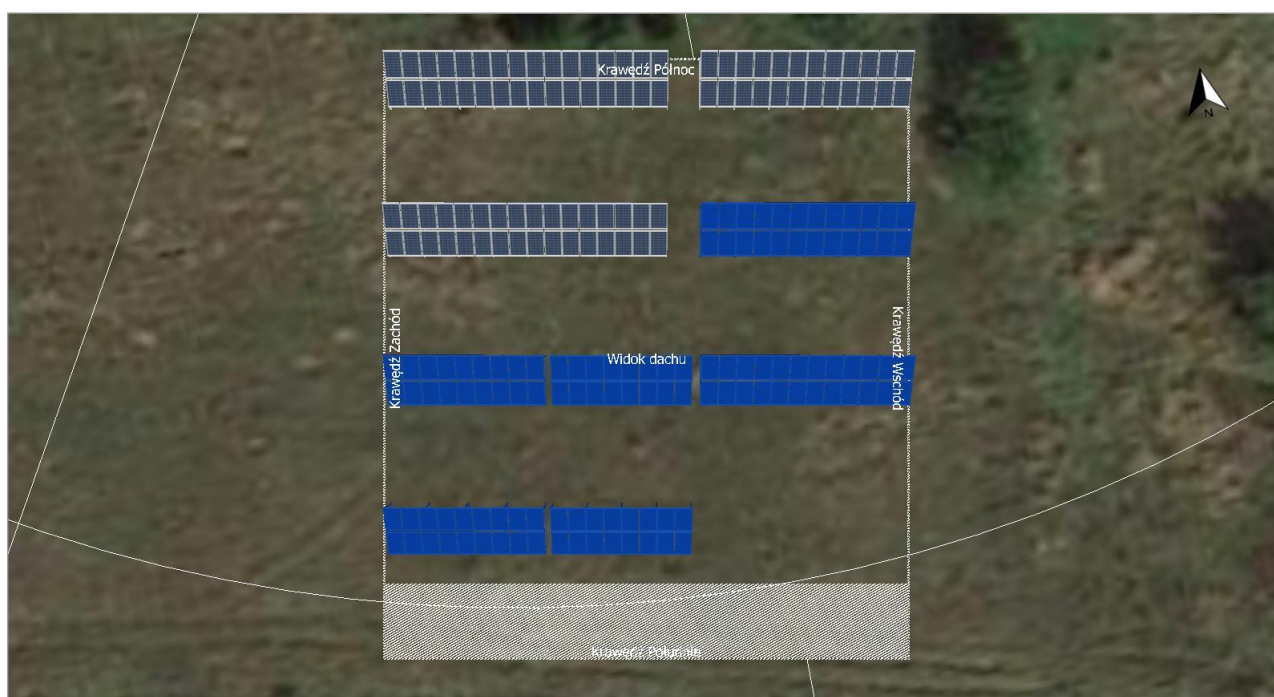 Krawędź Północ
N
Krawędź Zachód
Widok dachu
Krawędź Wschód
Krawędź Południe